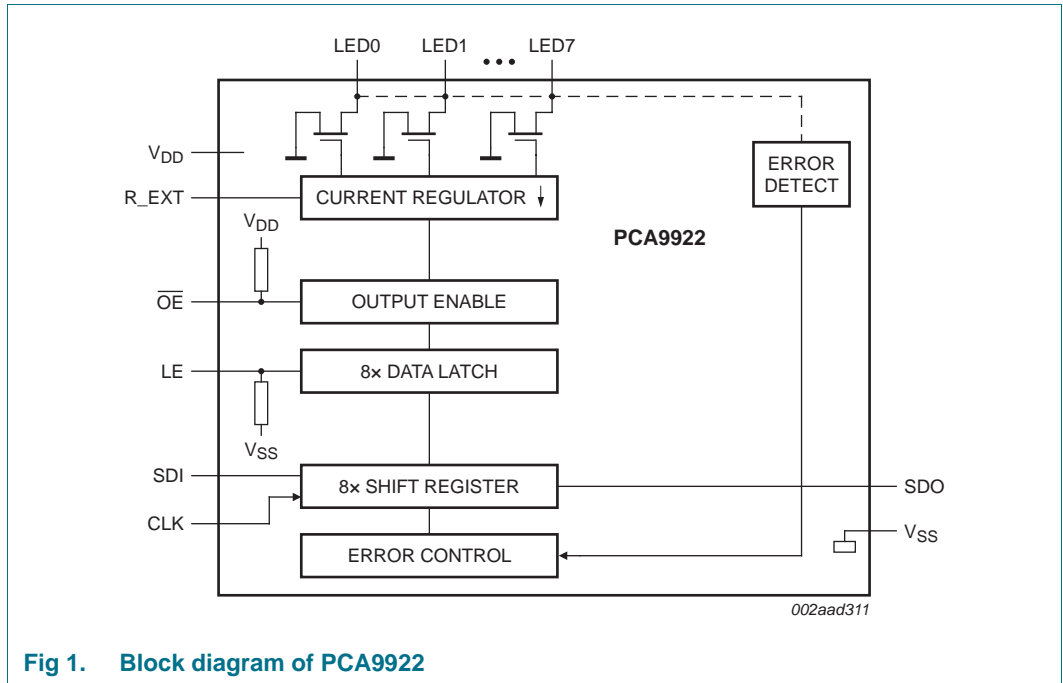 LED0 LED1 ••• LED7
VDD
R_EXT
CURRENT REGULATOR
ERROR
DETECT
VDD
PCA9922
OE
OUTPUT ENABLE
LE
8× DATA LATCH
VSS
SDI
8× SHIFT REGISTER
SDO
CLK
VSS
ERROR CONTROL
002aad311
Fig 1. Block diagram of PCA9922